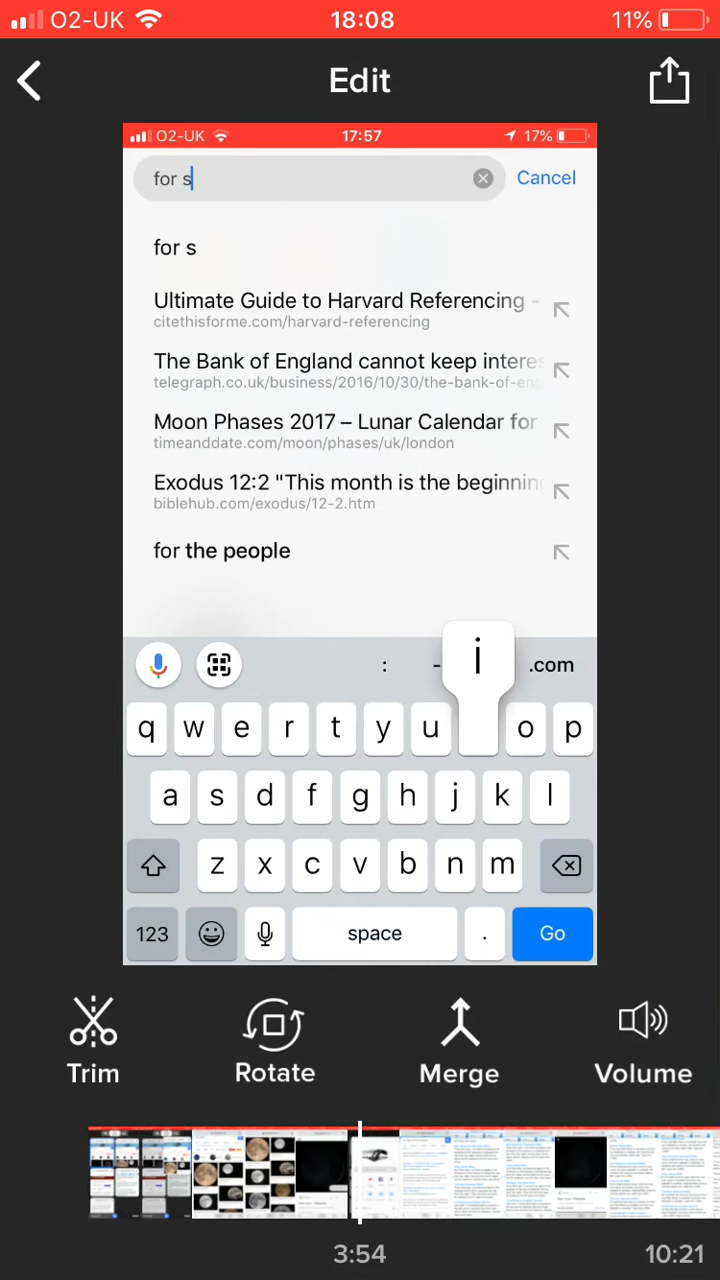 O2-UK 18:08 11%
Edit
O2-UK 17:57 17%
for s Cancel
for s
Ultimate Guide to Harvard Referencing -
citethisforme.com/harvard-referencing
The Bank of England cannot keep interes
telegraph.co.uk/business/2016/10/30/the-bank-of-eng
Moon Phases 2017 – Lunar Calendar for
timeanddate.com/moon/phases/uk/london
Exodus 12:2 "This month is the beginning
biblehub.com/exodus/12-2.htm
for the people
: - i .com
q w e r t y u o p
a s d f g h j k l
z x c v b n m
123 space . Go
Trim Rotate Merge Volume
3:54 10:21